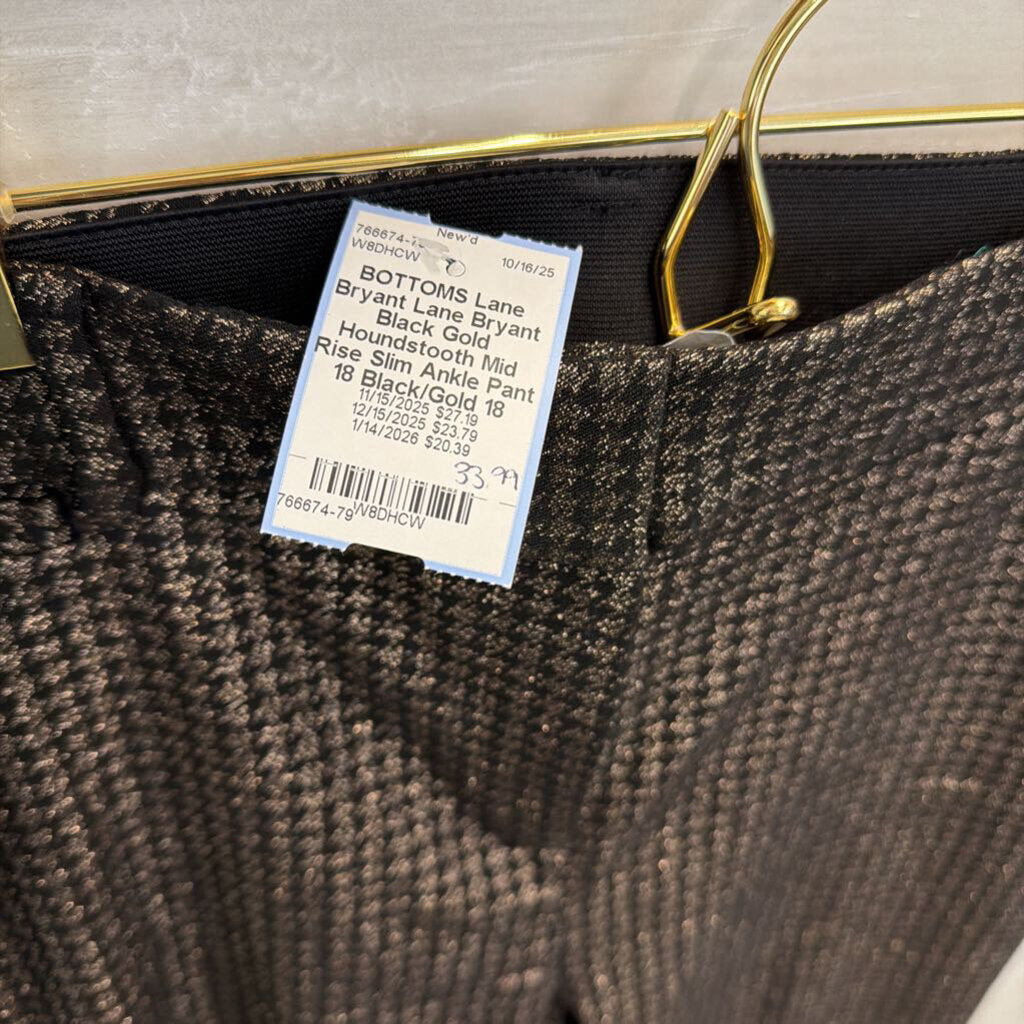 New'd
766674-
W8DHCW
10/16/25
BOTTOMS Lane
Bryant Lane Bryant
Black Gold
Houndstooth Mid
Rise Slim Ankle Pant
18 Black/Gold 18
11/15/2025 $27.19
12/15/2025 $23.79
1/14/2026 $20.39
33.99
766674-79 W8DHCW